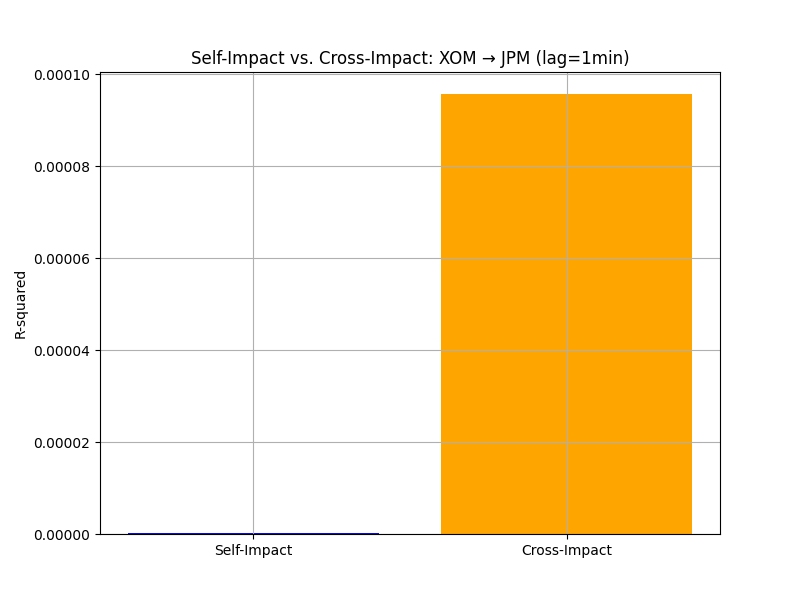 Self-Impact vs. Cross-Impact: XOM → JPM (lag=1min)
0.00010
0.00008
0.00006
0.00004
0.00002
0.00000
R-squared
Self-Impact
Cross-Impact